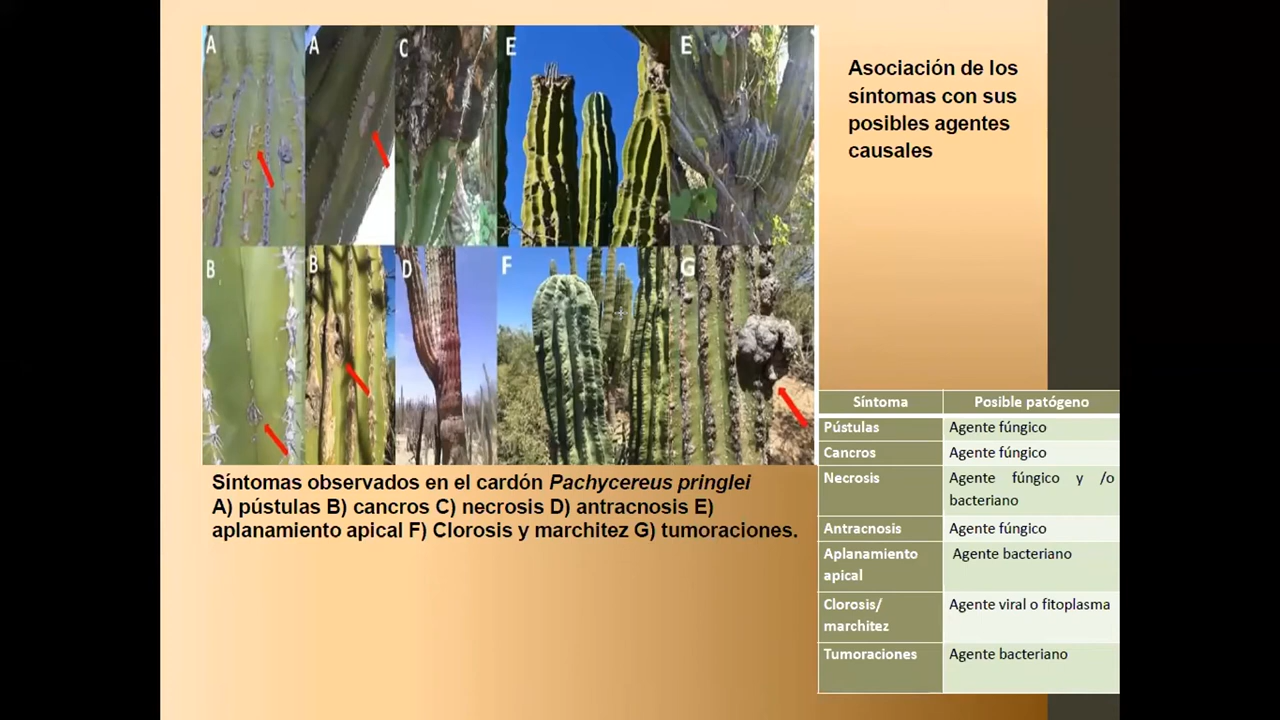 A
A
C
E
E
B
B
D
F
G
Asociación de los
síntomas con sus
posibles agentes
causales
Síntomas observados en el cardón Pachycereus pringlei
A) pústulas B) cancros C) necrosis D) antracnosis E)
aplanamiento apical F) Clorosis y marchitez G) tumoraciones.
Síntoma Posible patógeno
Pústulas Agente fúngico
Cancros Agente fúngico
Necrosis Agente fúngico y /o
bacteriano
Antracnosis Agente fúngico
Aplanamiento Agente bacteriano
apical
Clorosis/ Agente viral o fitoplasma
marchitez
Tumoraciones Agente bacteriano